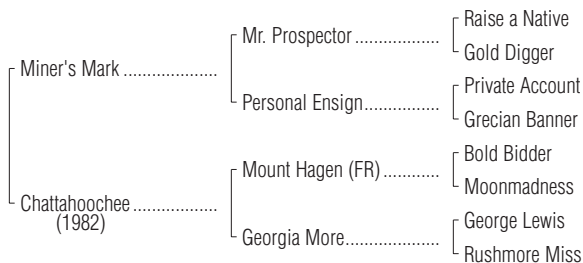 Raise a Native
Mr. Prospector ..................
Gold Digger
Miner's Mark ....................
Private Account
Personal Ensign................
Grecian Banner
Bold Bidder
Mount Hagen (FR) ............
Moonmadness
Chattahoochee ..................
(1982)
George Lewis
Georgia More....................
Rushmore Miss